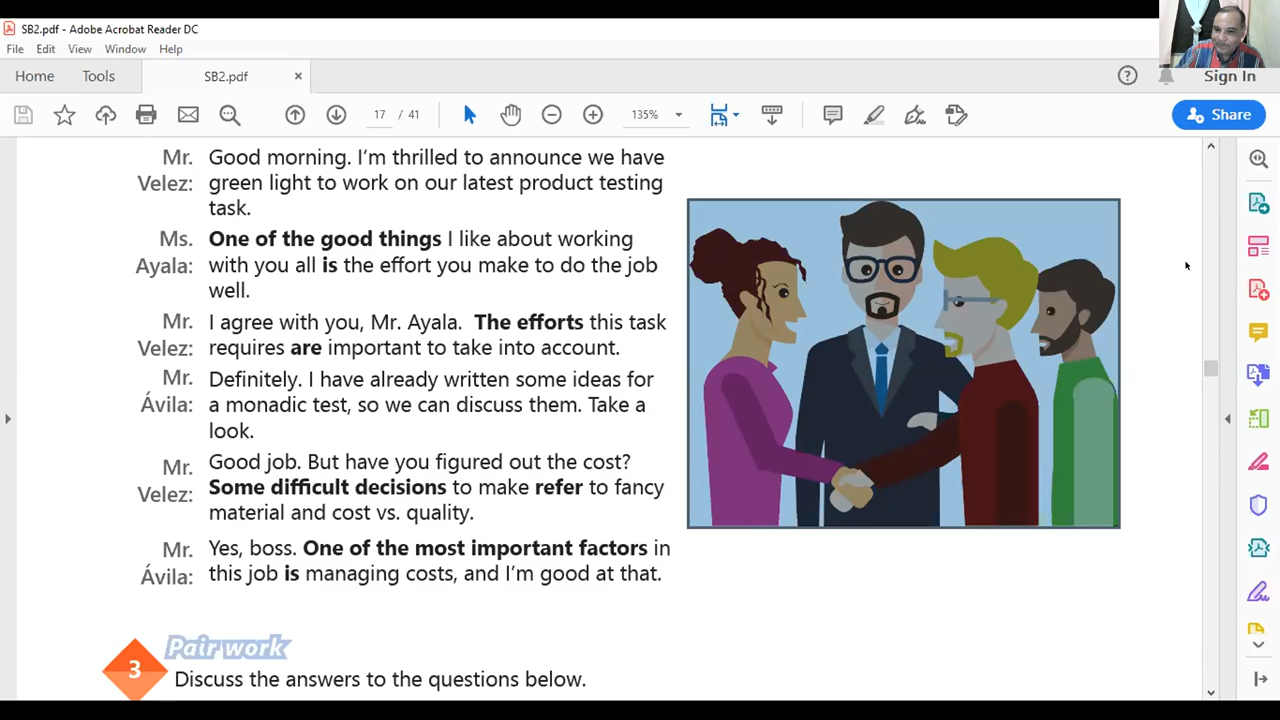 SB2.pdf - Adobe Acrobat Reader DC
File Edit View Window Help
Home Tools SB2.pdf × Sign In
17 / 41 135% Share
Mr. Good morning. I'm thrilled to announce we have
Velez: green light to work on our latest product testing
task.
Ms. One of the good things I like about working
Ayala: with you all is the effort you make to do the job
well.
Mr. I agree with you, Mr. Ayala. The efforts this task
Velez: requires are important to take into account.
Mr. Definitely. I have already written some ideas for
Ávila: a monadic test, so we can discuss them. Take a
look.
Mr. Good job. But have you figured out the cost?
Velez: Some difficult decisions to make refer to fancy
material and cost vs. quality.
Mr. Yes, boss. One of the most important factors in
Ávila: this job is managing costs, and I'm good at that.
Pair work
3
Discuss the answers to the questions below.